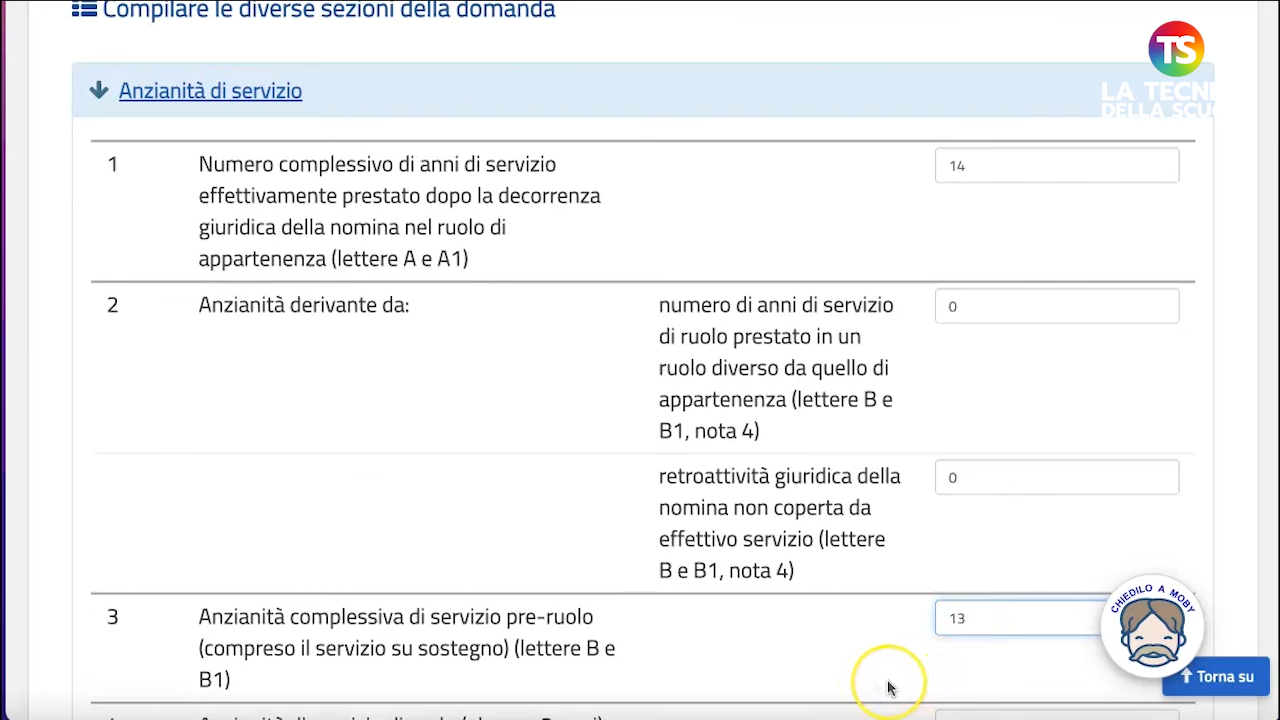 Compilare le diverse sezioni della domanda
TS
LA TECNI
DELLA SCUO
Anzianità di servizio
1
Numero complessivo di anni di servizio
effettivamente prestato dopo la decorrenza
giuridica della nomina nel ruolo di
appartenenza (lettere A e A1)
14
2
Anzianità derivante da:
numero di anni di servizio
di ruolo prestato in un
ruolo diverso da quello di
appartenenza (lettere B e
B1, nota 4)
0
retroattività giuridica della
nomina non coperta da
effettivo servizio (lettere
B e B1, nota 4)
0
3
Anzianità complessiva di servizio pre-ruolo
(compreso il servizio su sostegno) (lettere B e
B1)
13
CHIEDILO A MOBY
Torna su